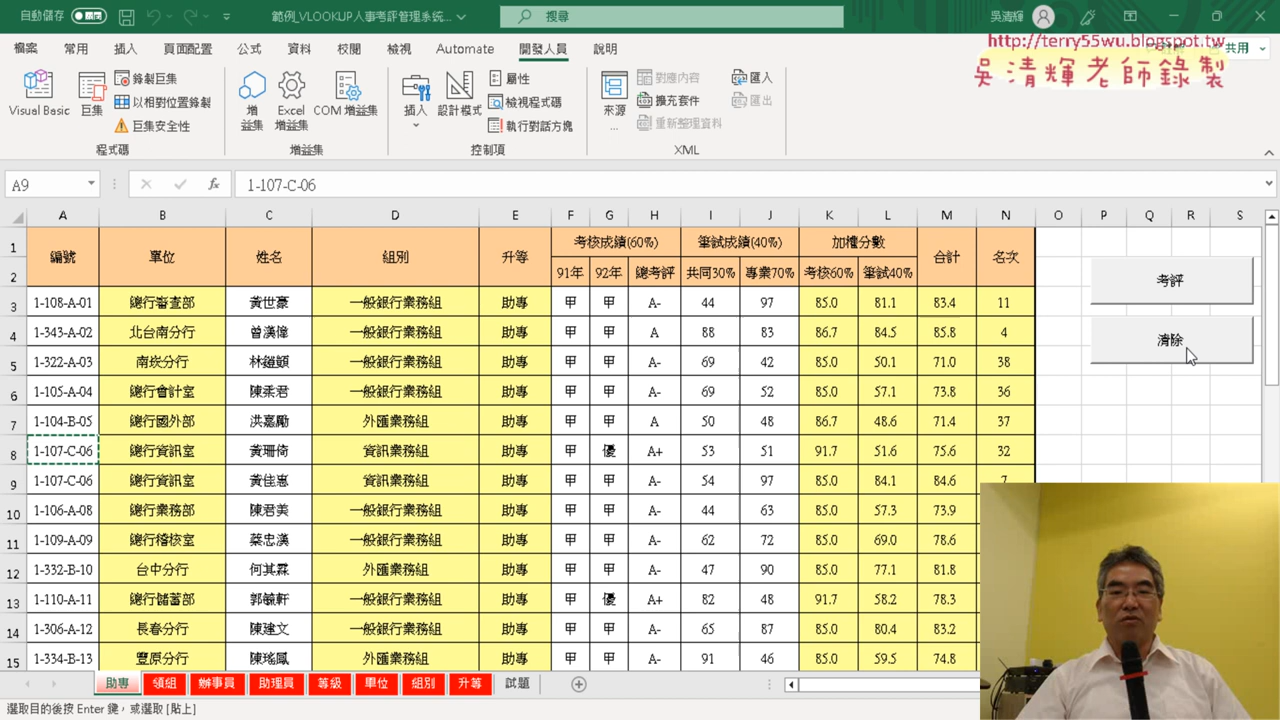 自動儲存
範例_VLOOKUP人事考評管理系統...
搜尋
吳清輝
檔案 常用 插入 頁面配置 公式 資料 校閱 檢視 Automate 開發人員 說明
共用
http://terry55wu.blogspot.tw
吳清輝老師錄製
Visual Basic
巨集
錄製巨集
以相對位置錄製
巨集安全性
程式碼
增益集
Excel 增益集
COM 增益集
增益集
插入
設計模式
屬性
檢視程式碼
執行對話方塊
控制項
來源
...
對應內容
擴充套件
重新整理資料
匯入
匯出
XML
A9
1-107-C-06
A B C D E F G H I J K L M N O P Q R S
1 編號 單位 姓名 組別 升等 考核成績(60%) 筆試成績(40%) 加權分數 合計 名次
2 91年 92年 總考評 共同30% 專業70% 考核60% 筆試40%
3 1-108-A-01 總行審查部 黃世豪 一般銀行業務組 助專 甲 甲 A- 44 97 85.0 81.1 83.4 11
4 1-343-A-02 北台南分行 曾漢偉 一般銀行業務組 助專 甲 甲 A 88 83 86.7 84.5 85.8 4
5 1-322-A-03 南崁分行 林鎧顗 一般銀行業務組 助專 甲 甲 A- 69 42 85.0 50.1 71.0 38
6 1-105-A-04 總行會計室 陳柔君 一般銀行業務組 助專 甲 甲 A- 69 52 85.0 57.1 73.8 36
7 1-104-B-05 總行國外部 洪嘉勵 外匯業務組 助專 甲 甲 A 50 48 86.7 48.6 71.4 37
8 1-107-C-06 總行資訊室 黃珊倚 資訊業務組 助專 甲 優 A+ 53 51 91.7 51.6 75.6 32
9 1-107-C-06 總行資訊室 黃佳惠 資訊業務組 助專 甲 甲 A- 54 97 85.0 84.1 84.6 7
10 1-106-A-08 總行業務部 陳君美 一般銀行業務組 助專 甲 甲 A- 44 63 85.0 57.3 73.9
11 1-109-A-09 總行稽核室 蔡忠漢 一般銀行業務組 助專 甲 甲 A- 62 72 85.0 69.0 78.6
12 1-332-B-10 台中分行 何其霖 外匯業務組 助專 甲 甲 A- 47 90 85.0 77.1 81.8
13 1-110-A-11 總行儲蓄部 郭毓軒 一般銀行業務組 助專 甲 優 A+ 82 48 91.7 58.2 78.3
14 1-306-A-12 長春分行 陳建文 一般銀行業務組 助專 甲 甲 A- 65 87 85.0 80.4 83.2
15 1-334-B-13 豐原分行 陳瑤鳳 外匯業務組 助專 甲 甲 A- 91 46 85.0 59.5 74.8
考評
清除
助專 領組 辦事員 助理員 等級 單位 組別 升等 試題
選取目的後按 Enter 鍵，或選取 [貼上]